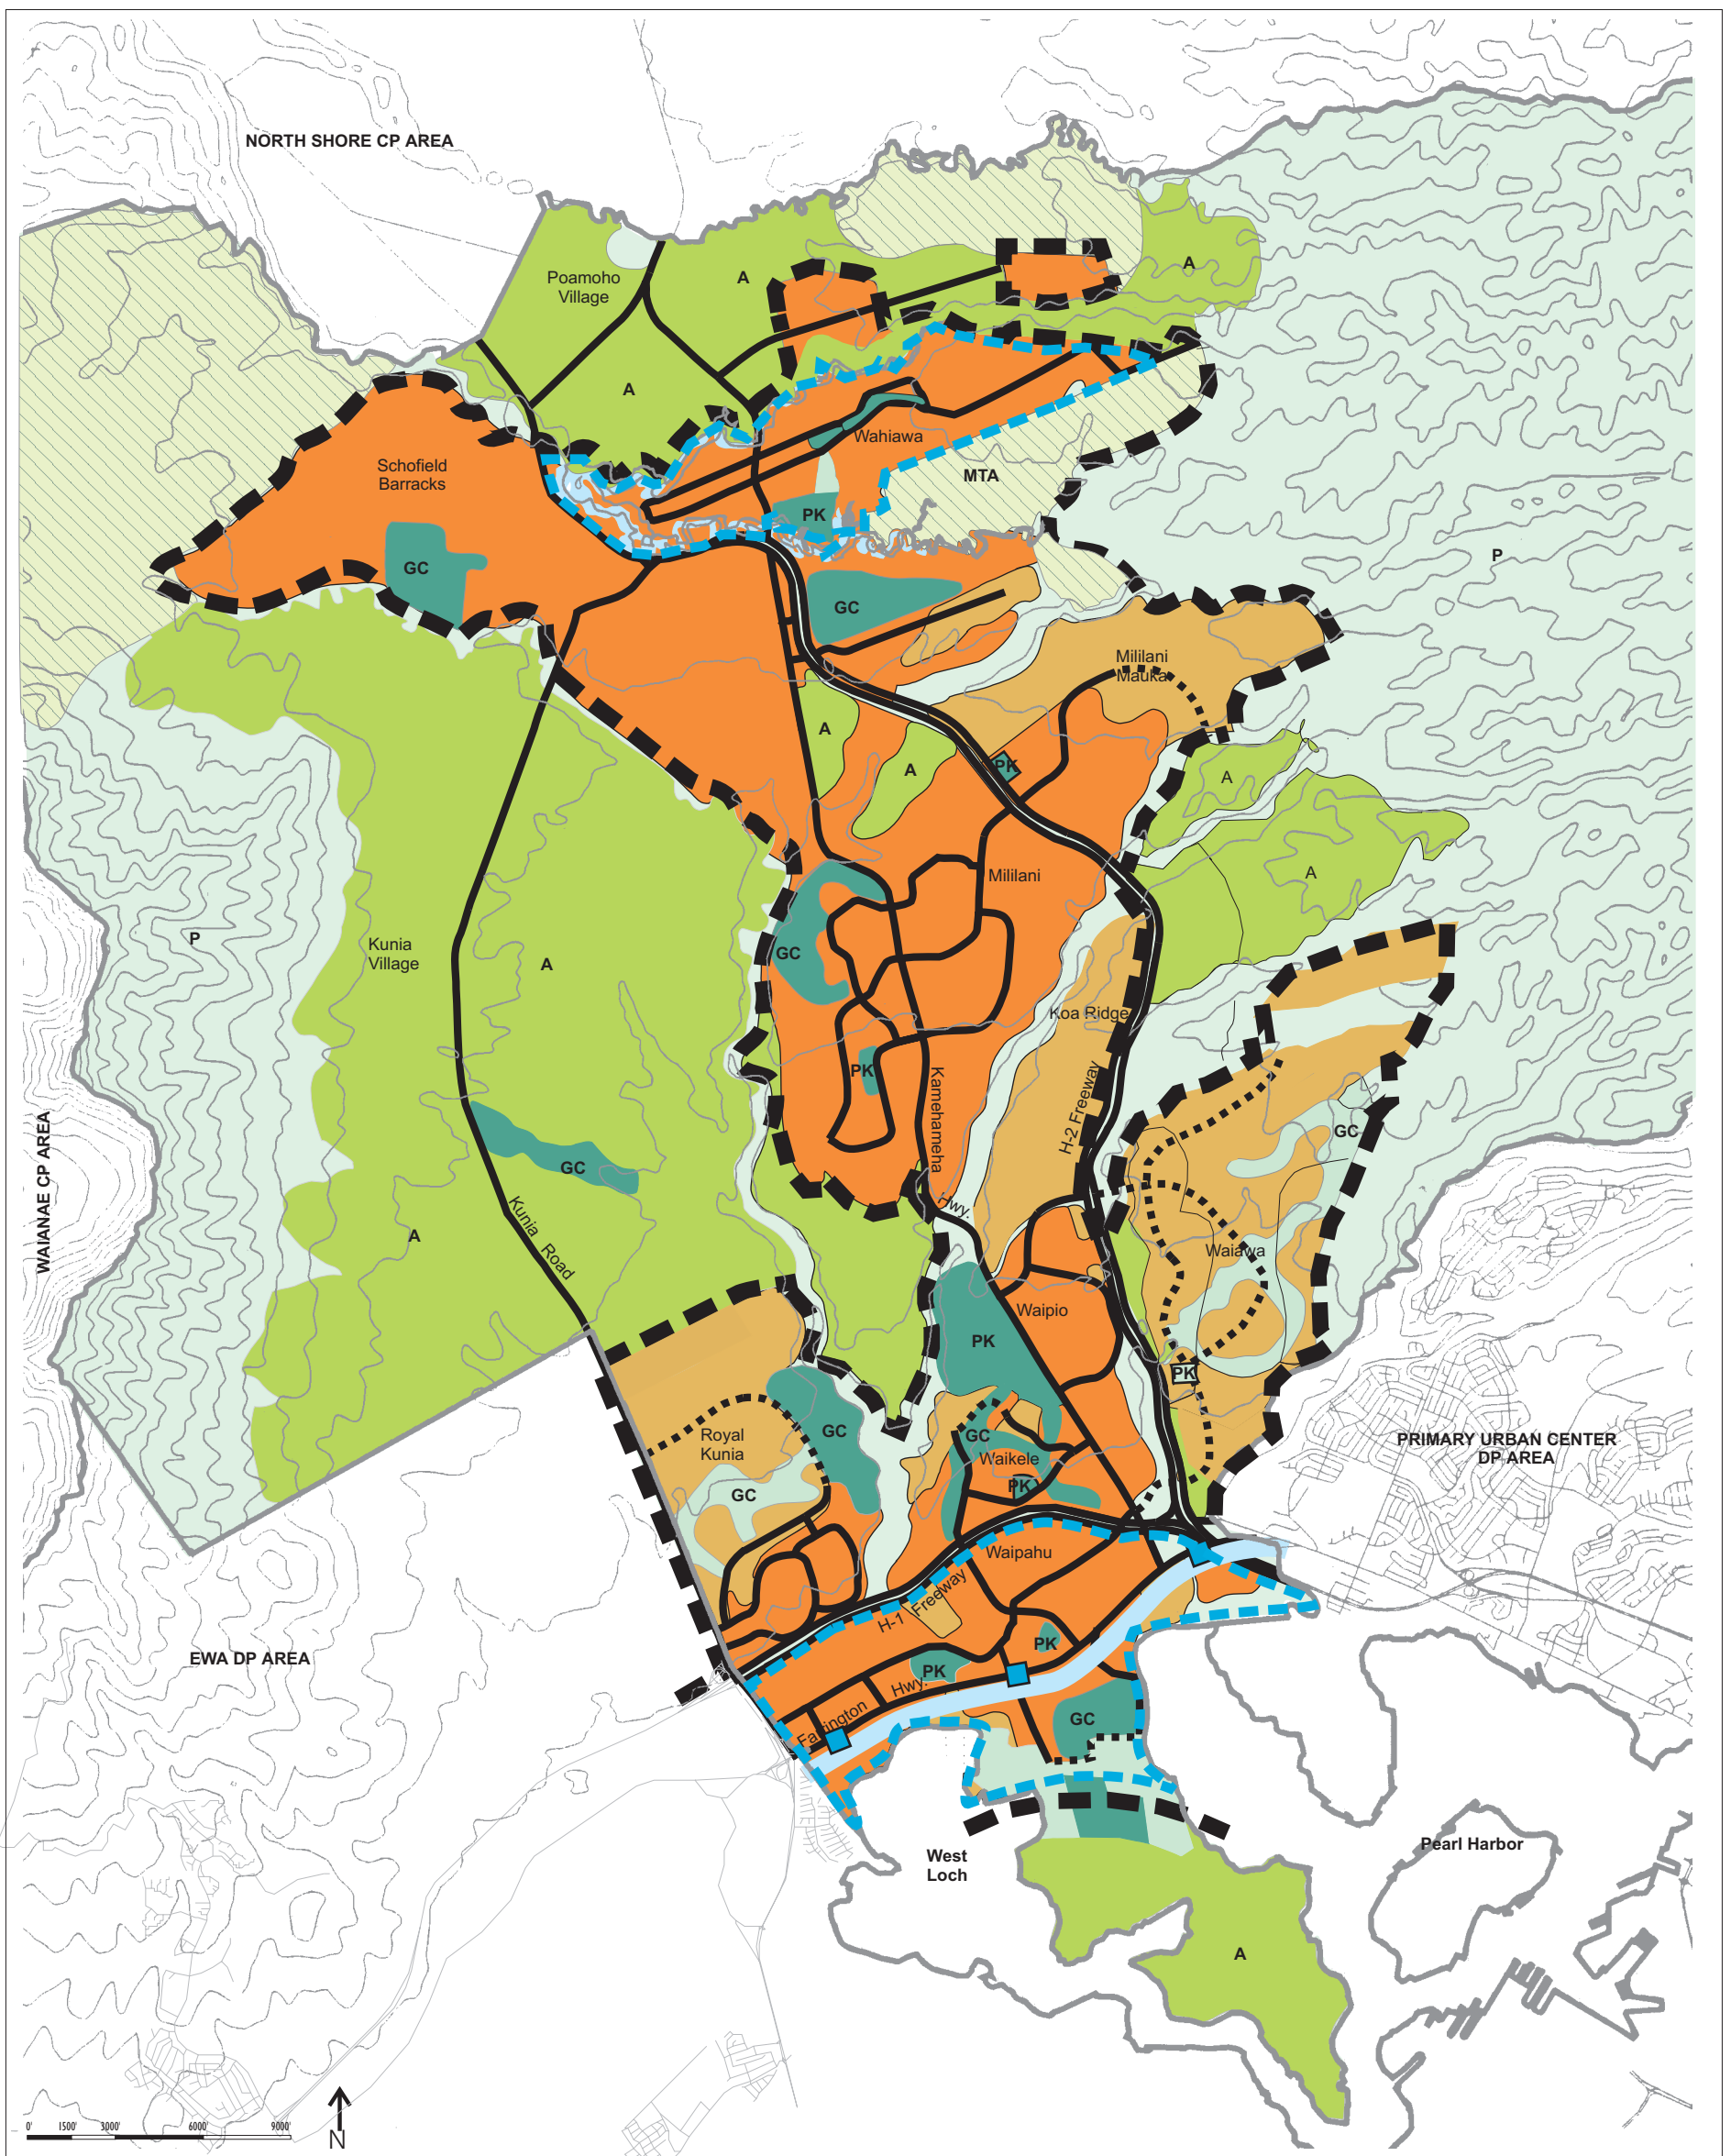 NORTH SHORE CP AREA
A
A
Poamoho
Village
A
Wahiawa
Schofield
Barracks
MTA
PK
P
GC
GC
Mililani
Mauka
A
PK
A
A
A
Mililani
P
Kunia
Village
A
GC
Koa Ridge
PK
Kamehameha
Hwy.
H-2 Freeway
GC
GC
WAIANAE CP AREA
A
Kunia Road
Waiawa
Waipio
PK
PK
Royal
Kunia
GC
GC
Waikele
PK
PRIMARY URBAN CENTER
DP AREA
GC
Waipahu
H-1 Freeway
PK
EWA DP AREA
PK
Hwy.
Farrington
GC
West
Loch
Pearl Harbor
A
0' 1500' 3000' 6000' 9000'
N